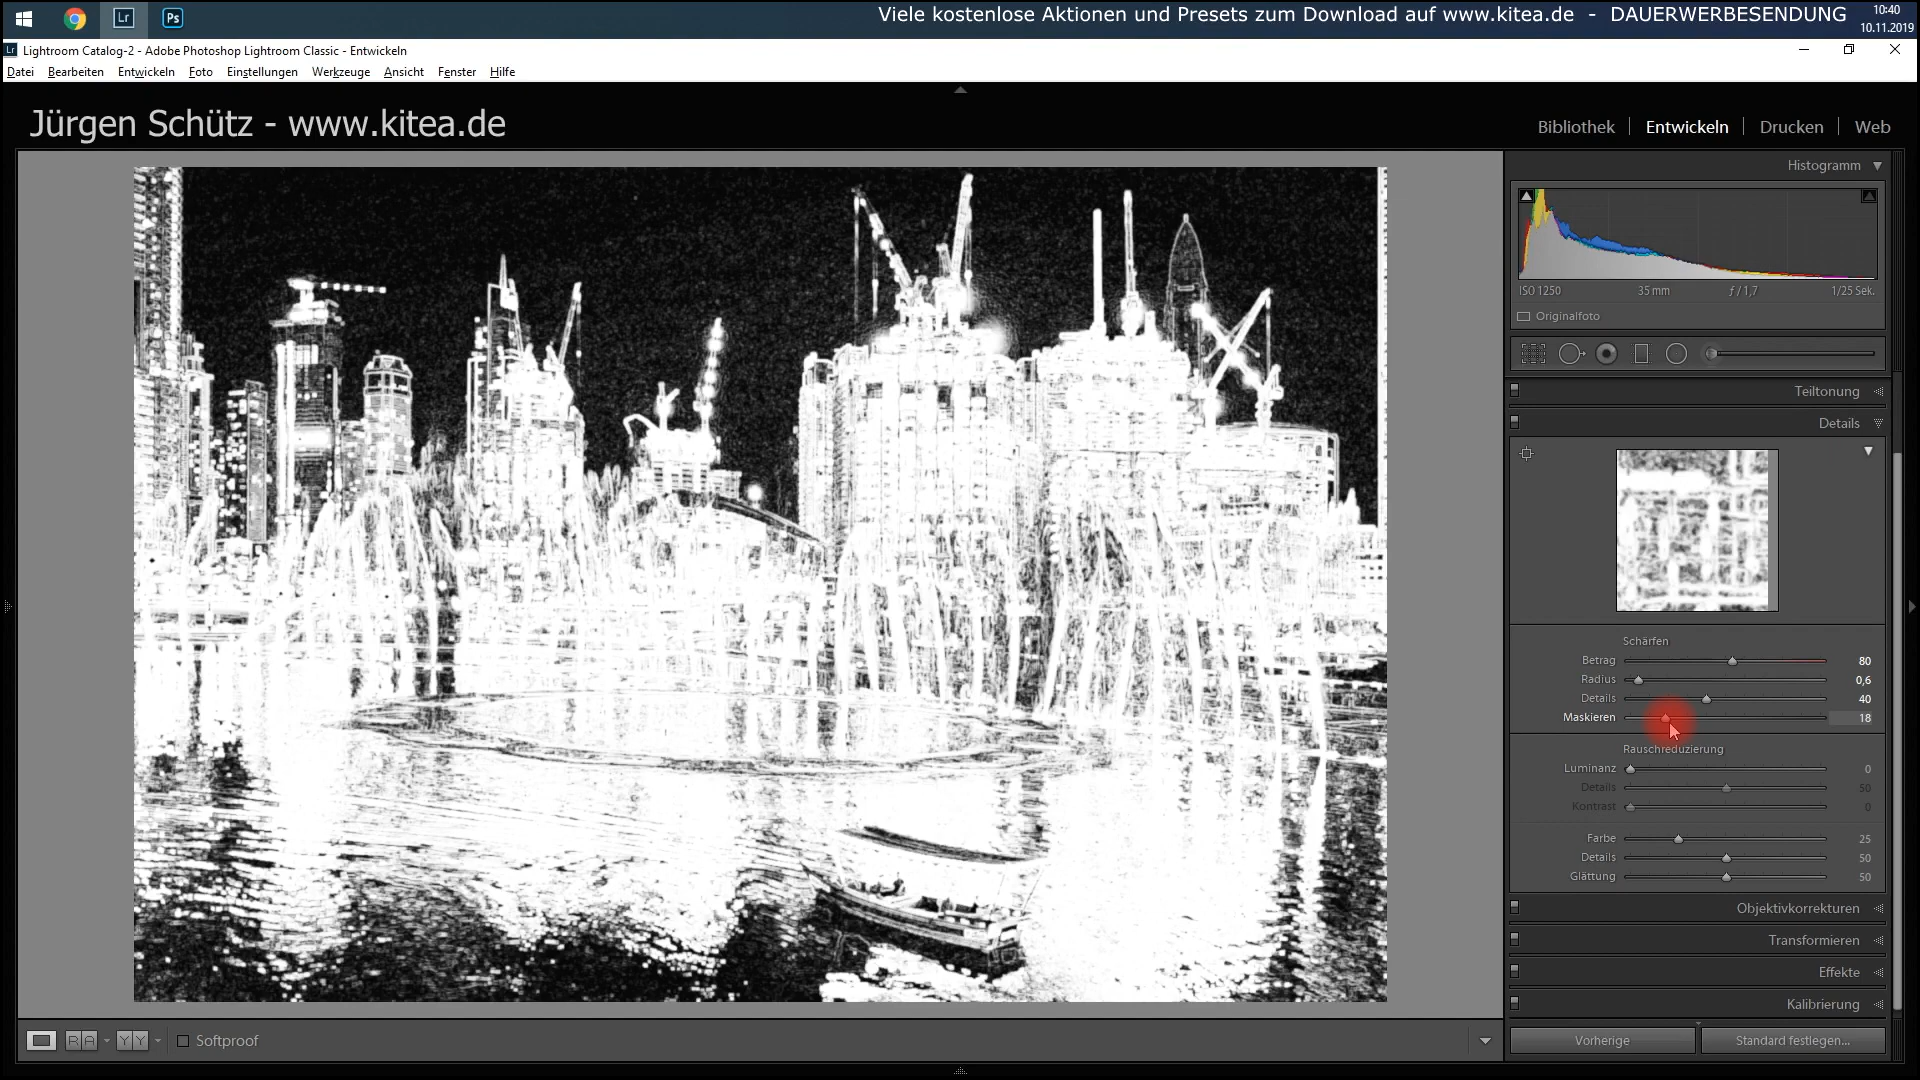 Lr
Ps
Viele kostenlose Aktionen und Presets zum Download auf www.kitea.de - DAUERWERBESENDUNG
10:40
10.11.2019
Lr Lightroom Catalog-2 - Adobe Photoshop Lightroom Classic - Entwickeln
Datei Bearbeiten Entwickeln Foto Einstellungen Werkzeuge Ansicht Fenster Hilfe
Jürgen Schütz - www.kitea.de
Bibliothek | Entwickeln | Drucken | Web
Histogramm
ISO 1250 35 mm ƒ / 1,7 1/25 Sek.
Originalfoto
Teiltonung
Details
Schärfen
Betrag 80
Radius 0,6
Details 40
Maskieren 18
Rauschreduzierung
Luminanz 0
Details 50
Kontrast 0
Farbe 25
Details 50
Glättung 50
Objektivkorrekturen
Transformieren
Effekte
Kalibrierung
R A Y Y Softproof
Vorherige Standard festlegen...